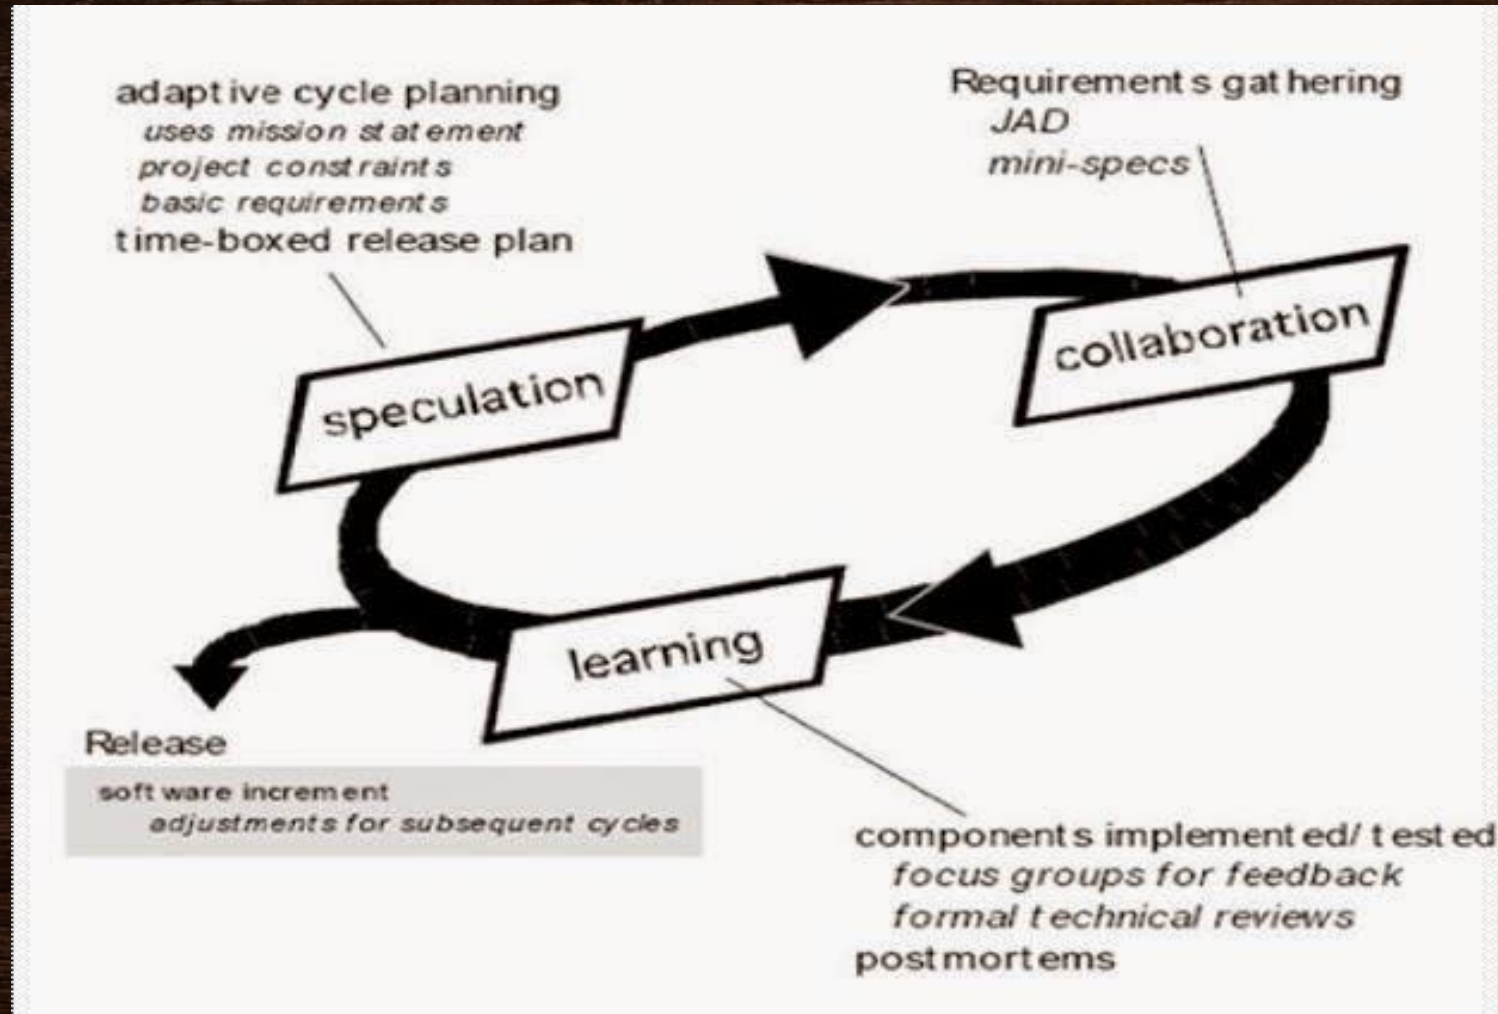 adaptive cycle planning
uses mission statement
project constraints
basic requirements
time-boxed release plan
Requirements gathering
JAD
mini-specs
speculation
collaboration
learning
Release
software increment
adjustments for subsequent cycles
components implemented/tested
focus groups for feedback
formal technical reviews
postmortems